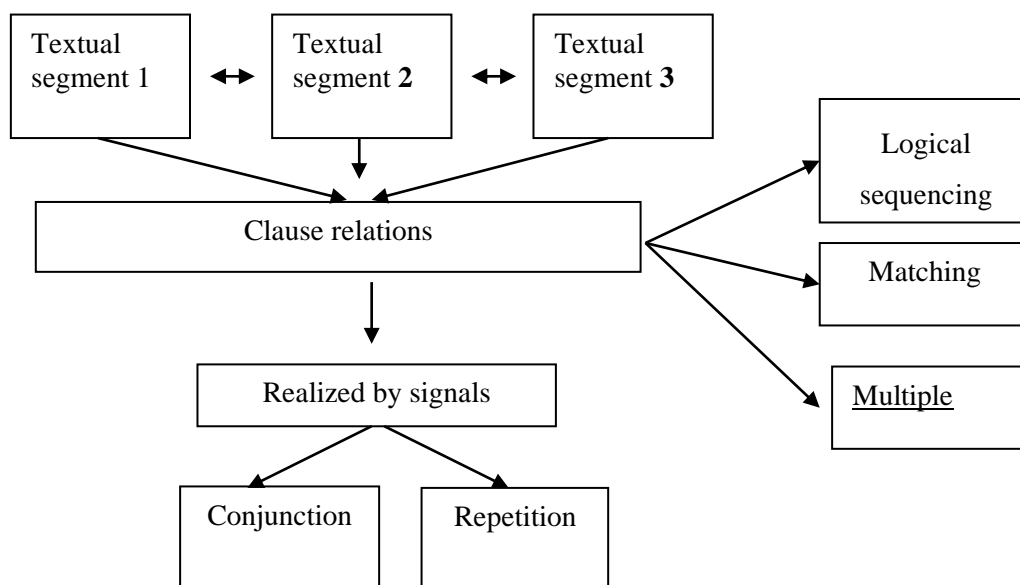 Textual
segment 1
Textual
segment 2
Textual
segment 3
Logical
sequencing
Clause relations
Matching
Realized by signals
Multiple
Conjunction
Repetition